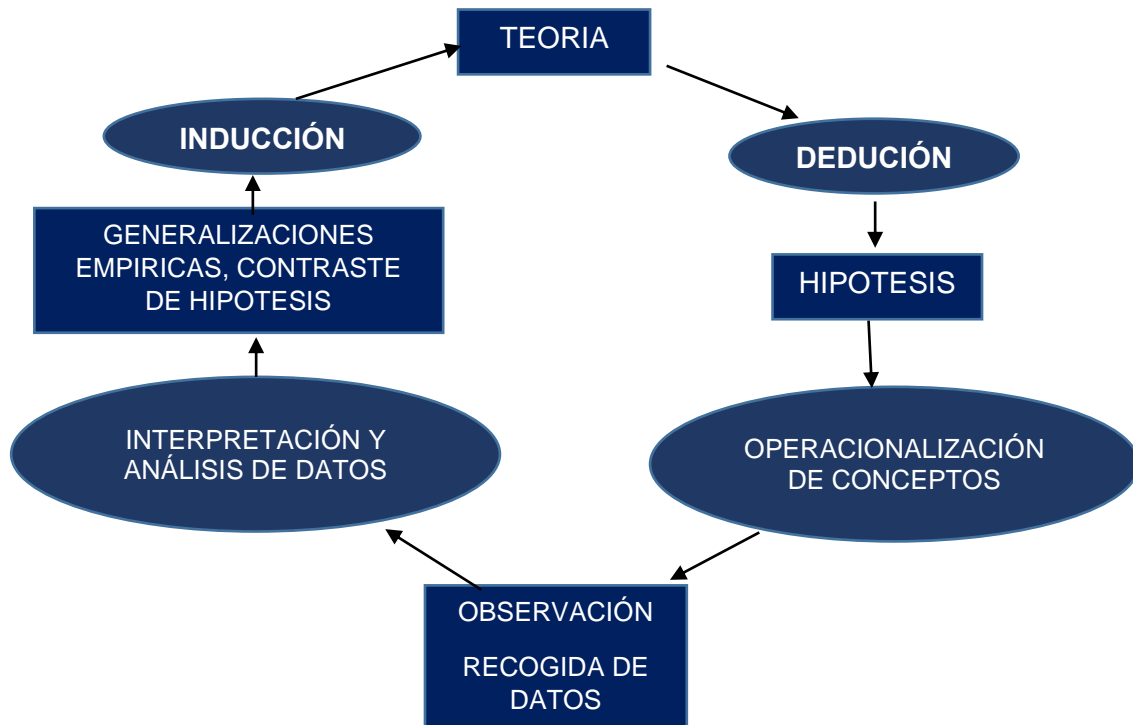 TEORIA
INDUCCIÓN
DEDUCIÓN
GENERALIZACIONES
EMPIRICAS, CONTRASTE
DE HIPOTESIS
HIPOTESIS
INTERPRETACIÓN Y
ANÁLISIS DE DATOS
OPERACIONALIZACIÓN
DE CONCEPTOS
OBSERVACIÓN
RECOGIDA DE
DATOS